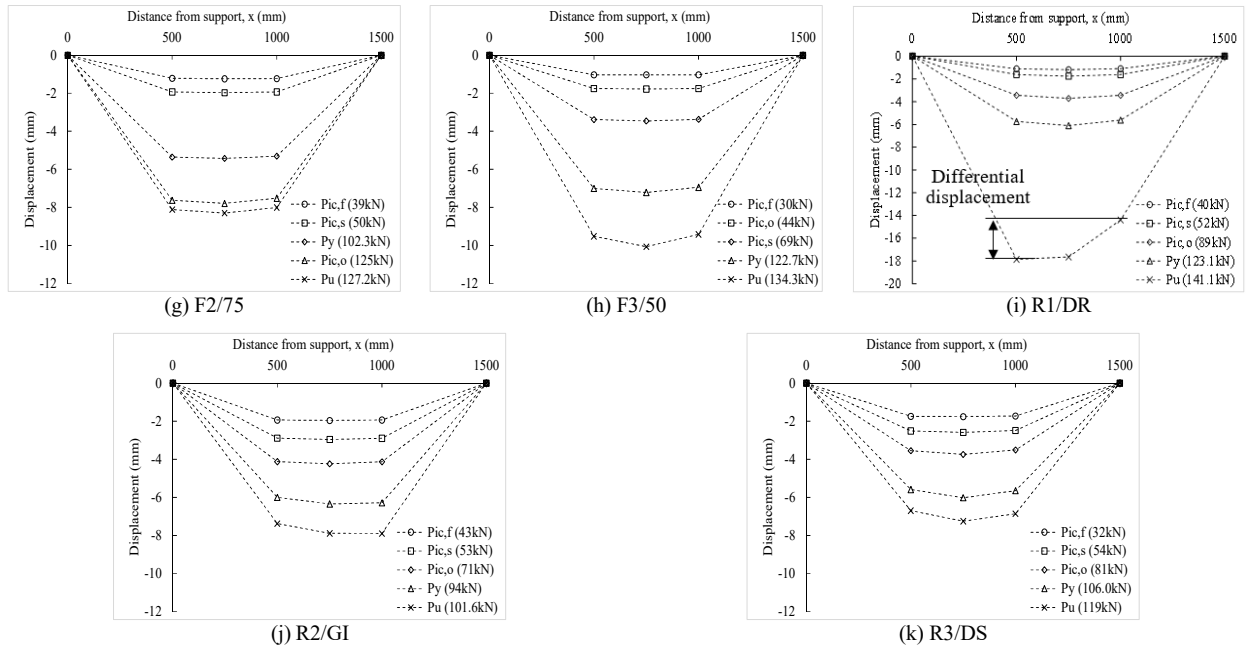 Distance from support, x (mm)
0 500 1000 1500
0
-2
-4
-6
-8
-10
-12
Displacement (mm)
Pic,f (39kN)
Pic,s (50kN)
Py (102.3kN)
Pic,o (125kN)
Pu (127.2kN)
(g) F2/75
Distance from support, x (mm)
0 500 1000 1500
0
-2
-4
-6
-8
-10
-12
Displacement (mm)
Pic,f (30kN)
Pic,o (44kN)
Pic,s (69kN)
Py (122.7kN)
Pu (134.3kN)
(h) F3/50
Distance from support, x (mm)
0 500 1000 1500
0
-2
-4
-6
-8
-10
-12
-14
-16
-18
-20
Displacement (mm)
Differential
displacement
Pic,f (40kN)
Pic,s (52kN)
Pic,o (89kN)
Py (123.1kN)
Pu (141.1kN)
(i) R1/DR
Distance from support, x (mm)
0 500 1000 1500
0
-2
-4
-6
-8
-10
-12
Displacement (mm)
Pic,f (43kN)
Pic,s (53kN)
Pic,o (71kN)
Py (94kN)
Pu (101.6kN)
(j) R2/GI
Distance from support, x (mm)
0 500 1000 1500
0
-2
-4
-6
-8
-10
-12
Displacement (mm)
Pic,f (32kN)
Pic,s (54kN)
Pic,o (81kN)
Py (106.0kN)
Pu (119kN)
(k) R3/DS